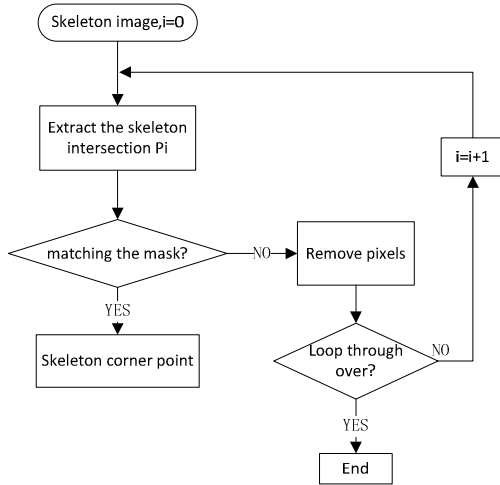 Skeleton image,i=0
Extract the skeleton
intersection Pi
i=i+1
matching the mask?
NO
Remove pixels
YES
Skeleton corner point
Loop through
over?
NO
YES
End